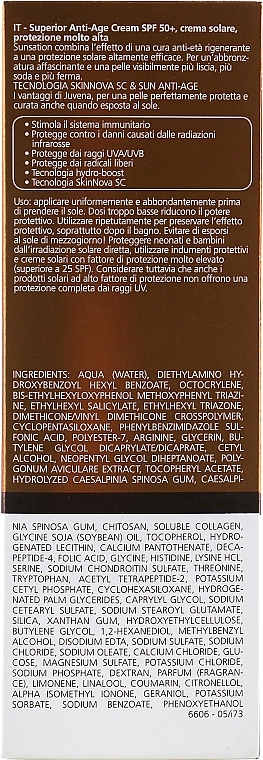 IT - Superior Anti-Age Cream SPF 50+, crema solare,
protezione molto alta
Sunsation combina l'effetto di una cura anti-età rigenerante
a una protezione solare altamente efficace. Per un'abbronz-
atura affascinante e una pelle visibilmente più liscia, più
soda e più ferma.
TECNOLOGIA SKINNOVA SC & SUN ANTI-AGE
I vantaggi di Juvena, per una pelle perfettamente protetta e
curata anche quando esposta al sole.
• Stimola il sistema immunitario
• Protegge contro i danni causati dalle radiazioni
infrarosse
• Protegge dai raggi UVA/UVB
• Protegge dai radicali liberi
• Tecnologia hydro-boost
• Tecnologia SkinNova SC
Uso: applicare uniformemente e abbondantemente prima
di prendere il sole. Dosi troppo basse riducono il potere
protettivo. Utilizzare ripetutamente per preservare l'effetto
protettivo, soprattutto dopo il bagno. Evitare di esporsi
al sole di mezzogiorno! Proteggere neonati e bambini
dall'irradiazione solare diretta, utilizzare indumenti protettivi
e creme solari con fattore di protezione molto elevato
(superiore a 25 SPF). Considerare tuttavia che anche i
prodotti solari ad alto fattore di protezione non offrono una
protezione completa dai raggi UV.
INGREDIENTS: AQUA (WATER), DIETHYLAMINO HY-
DROXYBENZOYL HEXYL BENZOATE, OCTOCRYLENE,
BIS-ETHYLHEXYLOXYPHENOL METHOXYPHENYL TRIAZI-
NE, ETHYLHEXYL SALICYLATE, ETHYLHEXYL TRIAZONE,
DIMETHICONE/VINYL DIMETHICONE CROSSPOLYMER,
CYCLOPENTASILOXANE, PHENYLBENZIMIDAZOLE SUL-
FONIC ACID, POLYESTER-7, ARGININE, GLYCERIN, BU-
TYLENE GLYCOL DICAPRYLATE/DICAPRATE, CETYL
ALCOHOL, NEOPENTYL GLYCOL DIHEPTANOATE, POLY-
GONUM AVICULARE EXTRACT, TOCOPHERYL ACETATE,
HYDROLYZED CAESALPINIA SPINOSA GUM, CAESALPI-
NIA SPINOSA GUM, CHITOSAN, SOLUBLE COLLAGEN,
GLYCINE SOJA (SOYBEAN) OIL, TOCOPHEROL, HYDRO-
GENATED LECITHIN, CALCIUM PANTOTHENATE, DECA-
PEPTIDE-4, FOLIC ACID, GLYCINE, HISTIDINE, LYSINE HCL,
SERINE, SODIUM CHONDROITIN SULFATE, THREONINE,
TRYPTOPHAN, ACETYL TETRAPEPTIDE-2, POTASSIUM
CETYL PHOSPHATE, CYCLOHEXASILOXANE, HYDROGE-
NATED PALM GLYCERIDES, CAPRYLYL GLYCOL, SODIUM
CETEARYL SULFATE, SODIUM STEAROYL GLUTAMATE,
SILICA, XANTHAN GUM, HYDROXYETHYLCELLULOSE,
BUTYLENE GLYCOL, 1,2-HEXANEDIOL, METHYLBENZYL
ALCOHOL, DISODIUM EDTA, SODIUM SULFATE, SODIUM
CHLORIDE, SODIUM OLEATE, CALCIUM CHLORIDE, GLU-
COSE, MAGNESIUM SULFATE, POTASSIUM CHLORIDE,
SODIUM PHOSPHATE, DEXTRAN, PARFUM (FRAGRAN-
CE), LIMONENE, LINALOOL, COUMARIN, CITRONELLOL,
ALPHA ISOMETHYL IONONE, GERANIOL, POTASSIUM
SORBATE, SODIUM BENZOATE, PHENOXYETHANOL
6606 - 05/i73